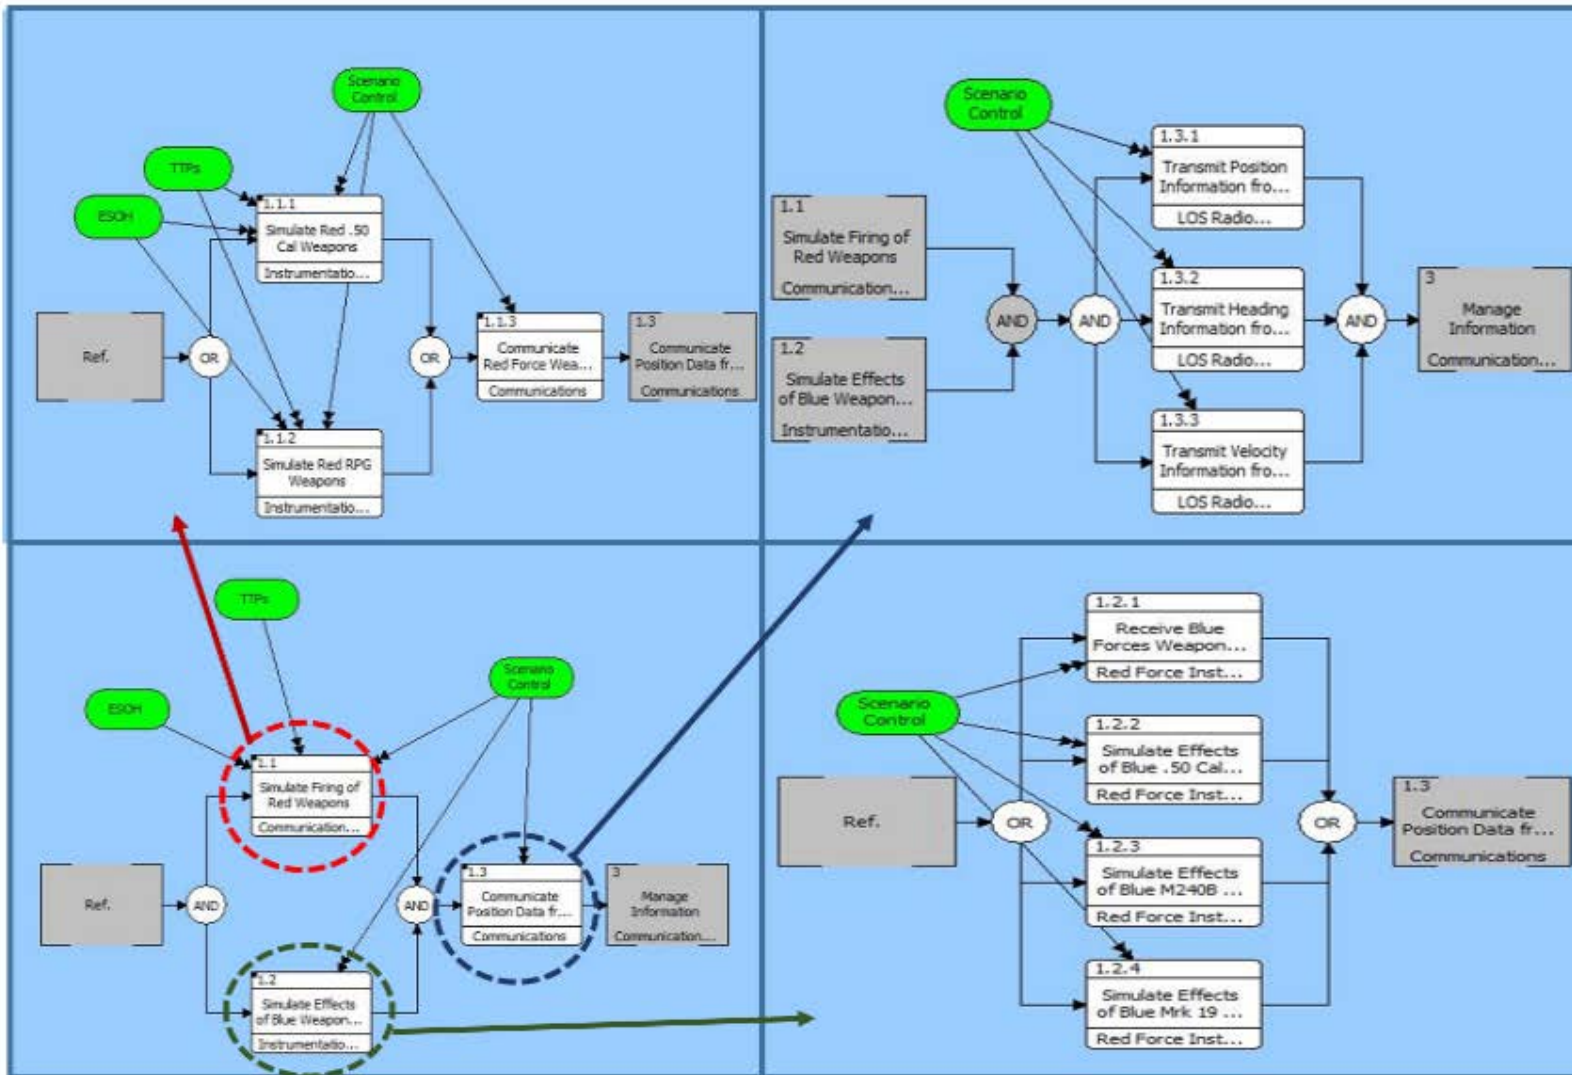 Scenario
Control
TTPs
ESOH
1.1.1
Simulate Red .50
Cal Weapons
Instrumentatio...
Ref.
OR
OR
1.1.3
Communicate
Red Force Wea...
Communications
1.3
Communicate
Position Data fr...
Communications
1.1.2
Simulate Red RPG
Weapons
Instrumentatio...
Scenario
Control
1.3.1
Transmit Position
Information fro...
LOS Radio...
1.1
Simulate Firing of
Red Weapons
Communication...
AND
AND
1.3.2
Transmit Heading
Information fro...
LOS Radio...
AND
3
Manage
Information
Communication...
1.2
Simulate Effects
of Blue Weapon...
Instrumentatio...
1.3.3
Transmit Velocity
Information fro...
LOS Radio...
TTPs
Scenario
Control
ESOH
1.1
Simulate Firing of
Red Weapons
Communication...
Ref.
AND
AND
1.3
Communicate
Position Data fr...
Communications
3
Manage
Information
Communication...
1.2
Simulate Effects
of Blue Weapon...
Instrumentatio...
1.2.1
Receive Blue
Forces Weapon...
Red Force Inst...
Scenario
Control
1.2.2
Simulate Effects
of Blue .50 Cal...
Red Force Inst...
Ref.
OR
OR
1.3
Communicate
Position Data fr...
Communications
1.2.3
Simulate Effects
of Blue M240B ...
Red Force Inst...
1.2.4
Simulate Effects
of Blue Mrk 19 ...
Red Force Inst...